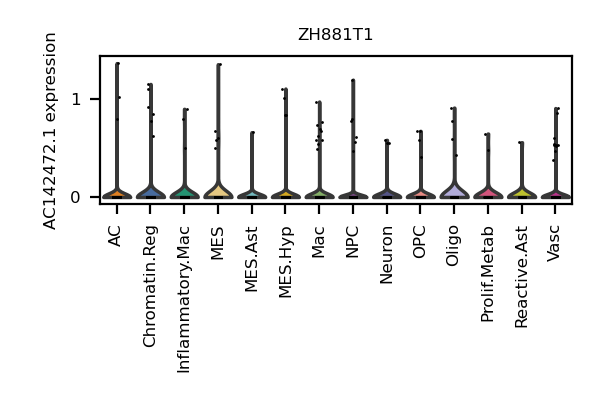 ZH881T1
AC142472.1 expression
1
0
AC
Chromatin.Reg
Inflammatory.Mac
MES
MES.Ast
MES.Hyp
Mac
NPC
Neuron
OPC
Oligo
Prolif.Metab
Reactive.Ast
Vasc